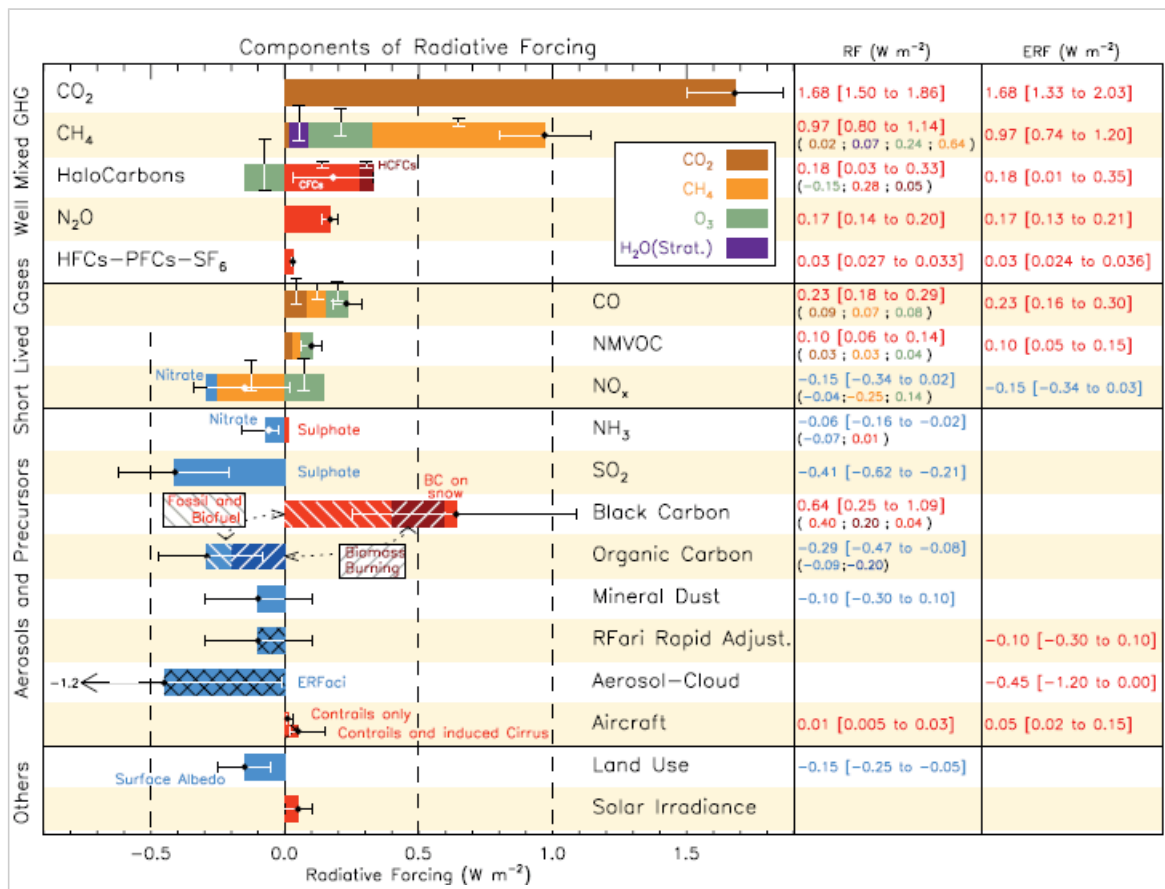 Components of Radiative Forcing
RF (W m⁻²)
ERF (W m⁻²)
Well Mixed GHG
CO₂
1.68 [1.50 to 1.86]
1.68 [1.33 to 2.03]
CH₄
0.97 [0.80 to 1.14]
( 0.02 ; 0.07 ; 0.24 ; 0.64 )
0.97 [0.74 to 1.20]
HaloCarbons
CFCs
HCFCs
0.18 [0.03 to 0.33]
(-0.15; 0.28 ; 0.05 )
0.18 [0.01 to 0.35]
N₂O
0.17 [0.14 to 0.20]
0.17 [0.13 to 0.21]
HFCs-PFCs-SF₆
0.03 [0.027 to 0.033]
0.03 [0.024 to 0.036]
CO₂
CH₄
O₃
H₂O(Strat.)
Short Lived Gases
CO
0.23 [0.18 to 0.29]
( 0.09 ; 0.07 ; 0.08 )
0.23 [0.16 to 0.30]
NMVOC
0.10 [0.06 to 0.14]
( 0.03 ; 0.03 ; 0.04 )
0.10 [0.05 to 0.15]
Nitrate
NOₓ
-0.15 [-0.34 to 0.02]
(-0.04;-0.25; 0.14 )
-0.15 [-0.34 to 0.03]
Aerosols and Precursors
Nitrate
Sulphate
NH₃
-0.06 [-0.16 to -0.02]
(-0.07; 0.01 )
Sulphate
SO₂
-0.41 [-0.62 to -0.21]
Fossil and
Biofuel
BC on
snow
Black Carbon
0.64 [0.25 to 1.09]
( 0.40 ; 0.20 ; 0.04 )
Biomass
Burning
Organic Carbon
-0.29 [-0.47 to -0.08]
(-0.09;-0.20)
Mineral Dust
-0.10 [-0.30 to 0.10]
RFari Rapid Adjust.
-0.10 [-0.30 to 0.10]
-1.2
ERFaci
Aerosol-Cloud
-0.45 [-1.20 to 0.00]
Contrails only
Contrails and induced Cirrus
Aircraft
0.01 [0.005 to 0.03]
0.05 [0.02 to 0.15]
Others
Surface Albedo
Land Use
-0.15 [-0.25 to -0.05]
Solar Irradiance
-0.5 0.0 0.5 1.0 1.5
Radiative Forcing (W m⁻²)